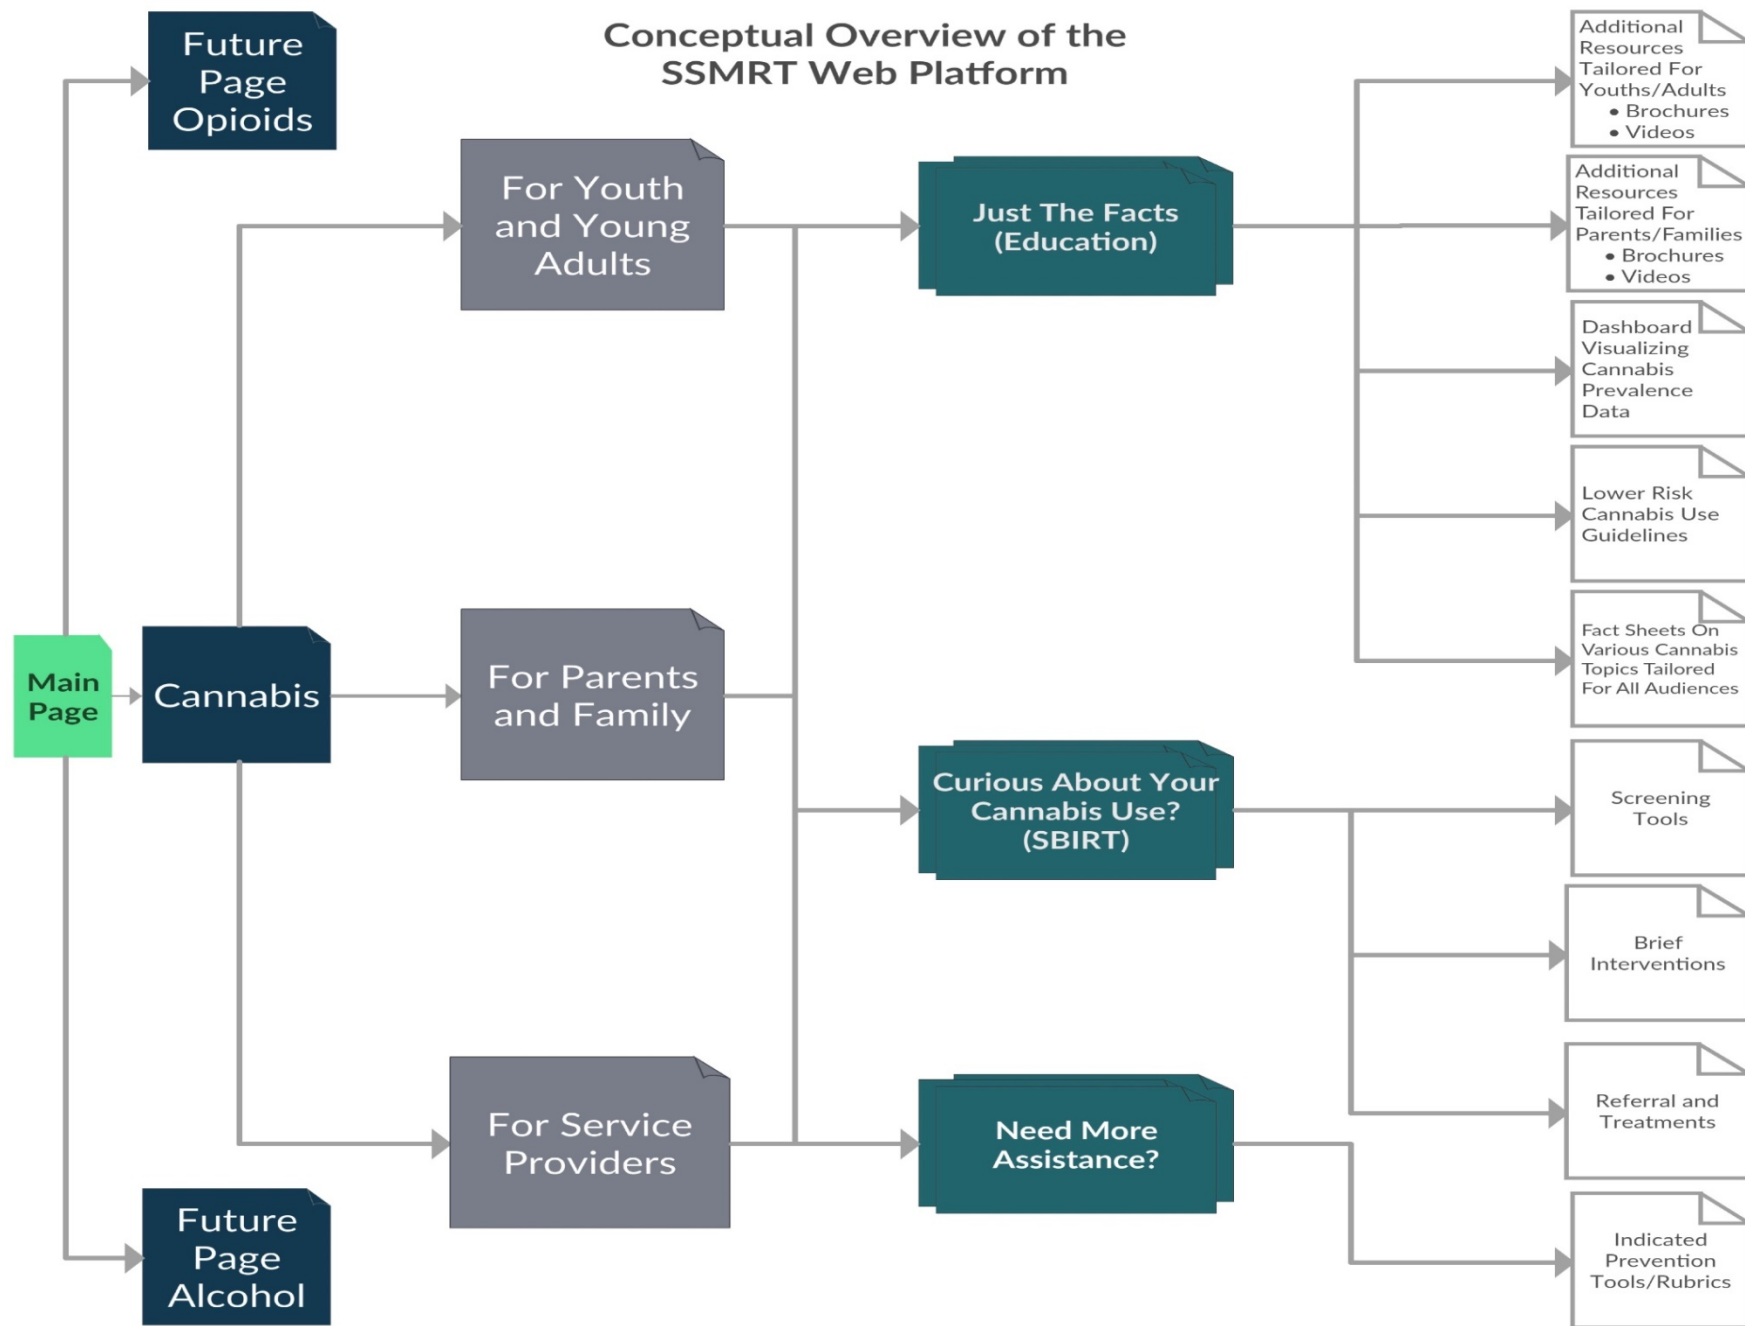 Conceptual Overview of the
SSMRT Web Platform
Main
Page
Future
Page
Opioids
Cannabis
Future
Page
Alcohol
For Youth
and Young
Adults
For Parents
and Family
For Service
Providers
Just The Facts
(Education)
Curious About Your
Cannabis Use?
(SBIRT)
Need More
Assistance?
Additional
Resources
Tailored For
Youths/Adults
• Brochures
• Videos
Additional
Resources
Tailored For
Parents/Families
• Brochures
• Videos
Dashboard
Visualizing
Cannabis
Prevalence
Data
Lower Risk
Cannabis Use
Guidelines
Fact Sheets On
Various Cannabis
Topics Tailored
For All Audiences
Screening
Tools
Brief
Interventions
Referral and
Treatments
Indicated
Prevention
Tools/Rubrics